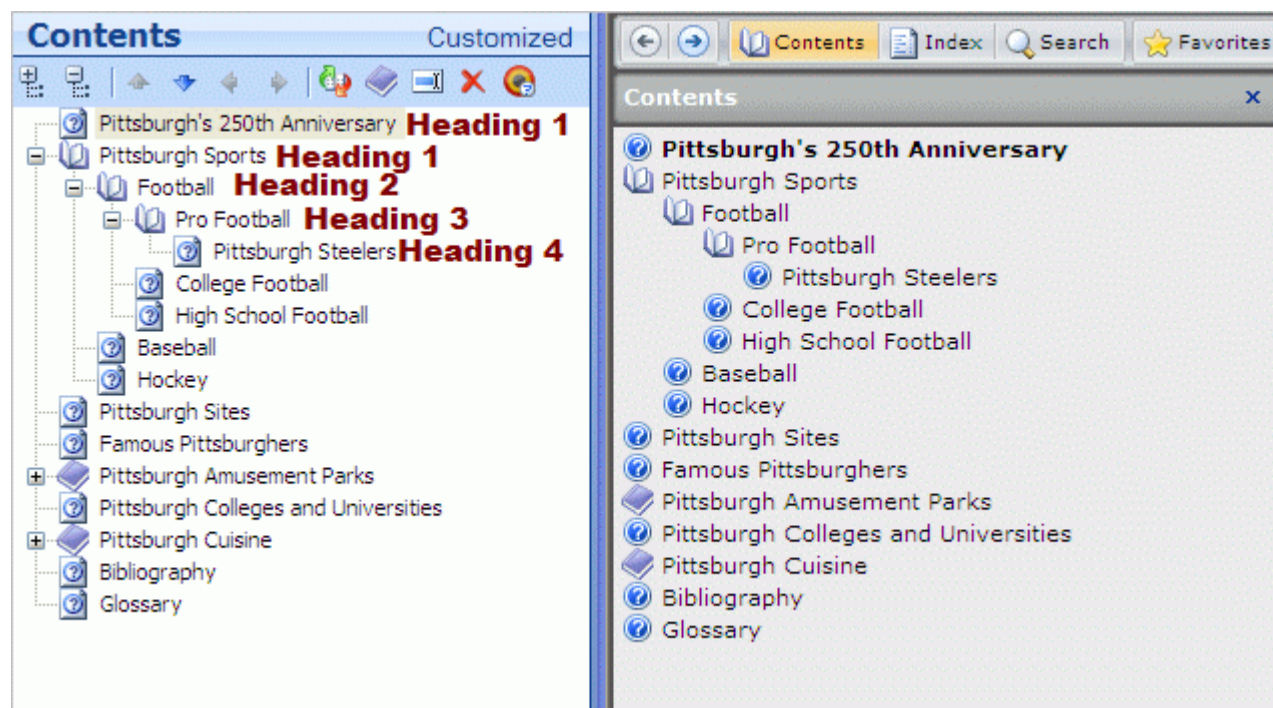 Contents Customized
Pittsburgh's 250th Anniversary Heading 1
Pittsburgh Sports Heading 1
Football Heading 2
Pro Football Heading 3
Pittsburgh Steelers Heading 4
College Football
High School Football
Baseball
Hockey
Pittsburgh Sites
Famous Pittsburghers
Pittsburgh Amusement Parks
Pittsburgh Colleges and Universities
Pittsburgh Cuisine
Bibliography
Glossary
Contents Index Search Favorites
Contents
Pittsburgh's 250th Anniversary
Pittsburgh Sports
Football
Pro Football
Pittsburgh Steelers
College Football
High School Football
Baseball
Hockey
Pittsburgh Sites
Famous Pittsburghers
Pittsburgh Amusement Parks
Pittsburgh Colleges and Universities
Pittsburgh Cuisine
Bibliography
Glossary